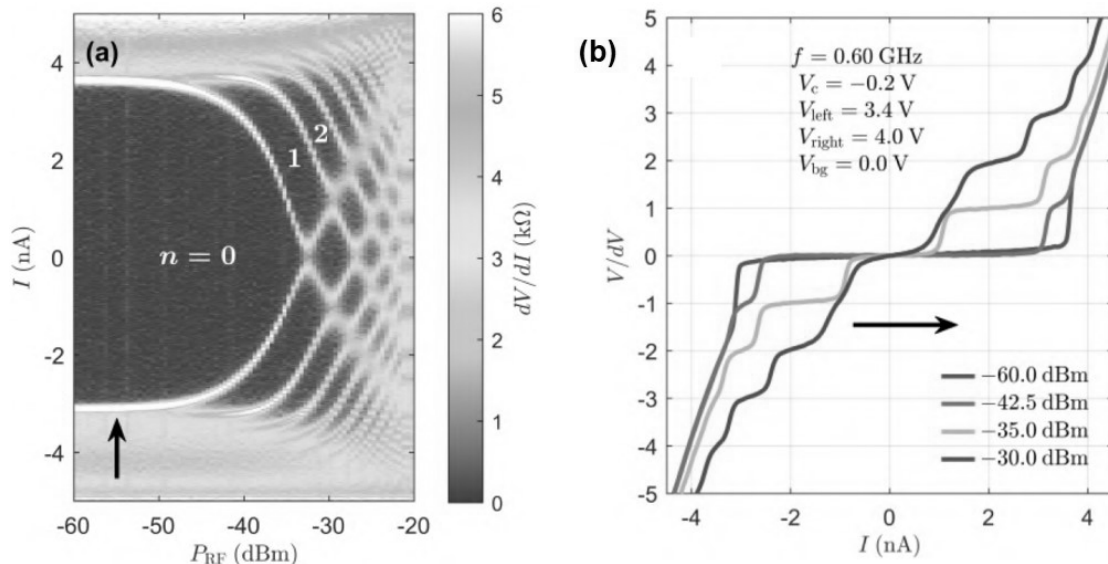 (a)
4
2
0
-2
-4
I (nA)
n = 0
1
2
-60
-50
-40
-30
-20
P_RF (dBm)
6
5
4
3
2
1
0
dV/dI (kΩ)
(b)
5
4
3
2
1
0
-1
-2
-3
-4
-5
V/dV
f = 0.60 GHz
V_c = −0.2 V
V_left = 3.4 V
V_right = 4.0 V
V_bg = 0.0 V
−60.0 dBm
−42.5 dBm
−35.0 dBm
−30.0 dBm
-4
-2
0
2
4
I (nA)